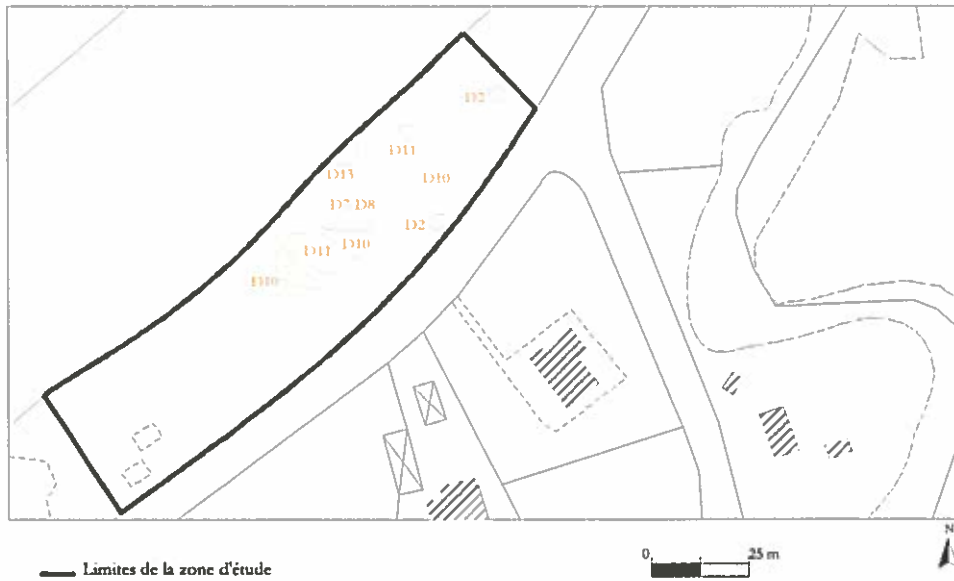 D2
D11
D13
D10
D7 D8
D2
D11 D10
D10
N
0 25 m
Limites de la zone d'étude